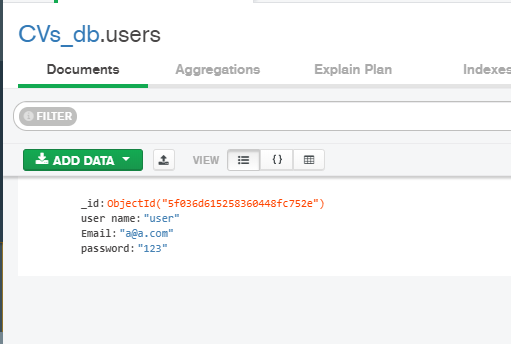 CVs_db.users
Documents Aggregations Explain Plan Indexes
FILTER
ADD DATA VIEW {}
_id:ObjectId("5f036d615258360448fc752e")
user name:"user"
Email:"a@a.com"
password:"123"